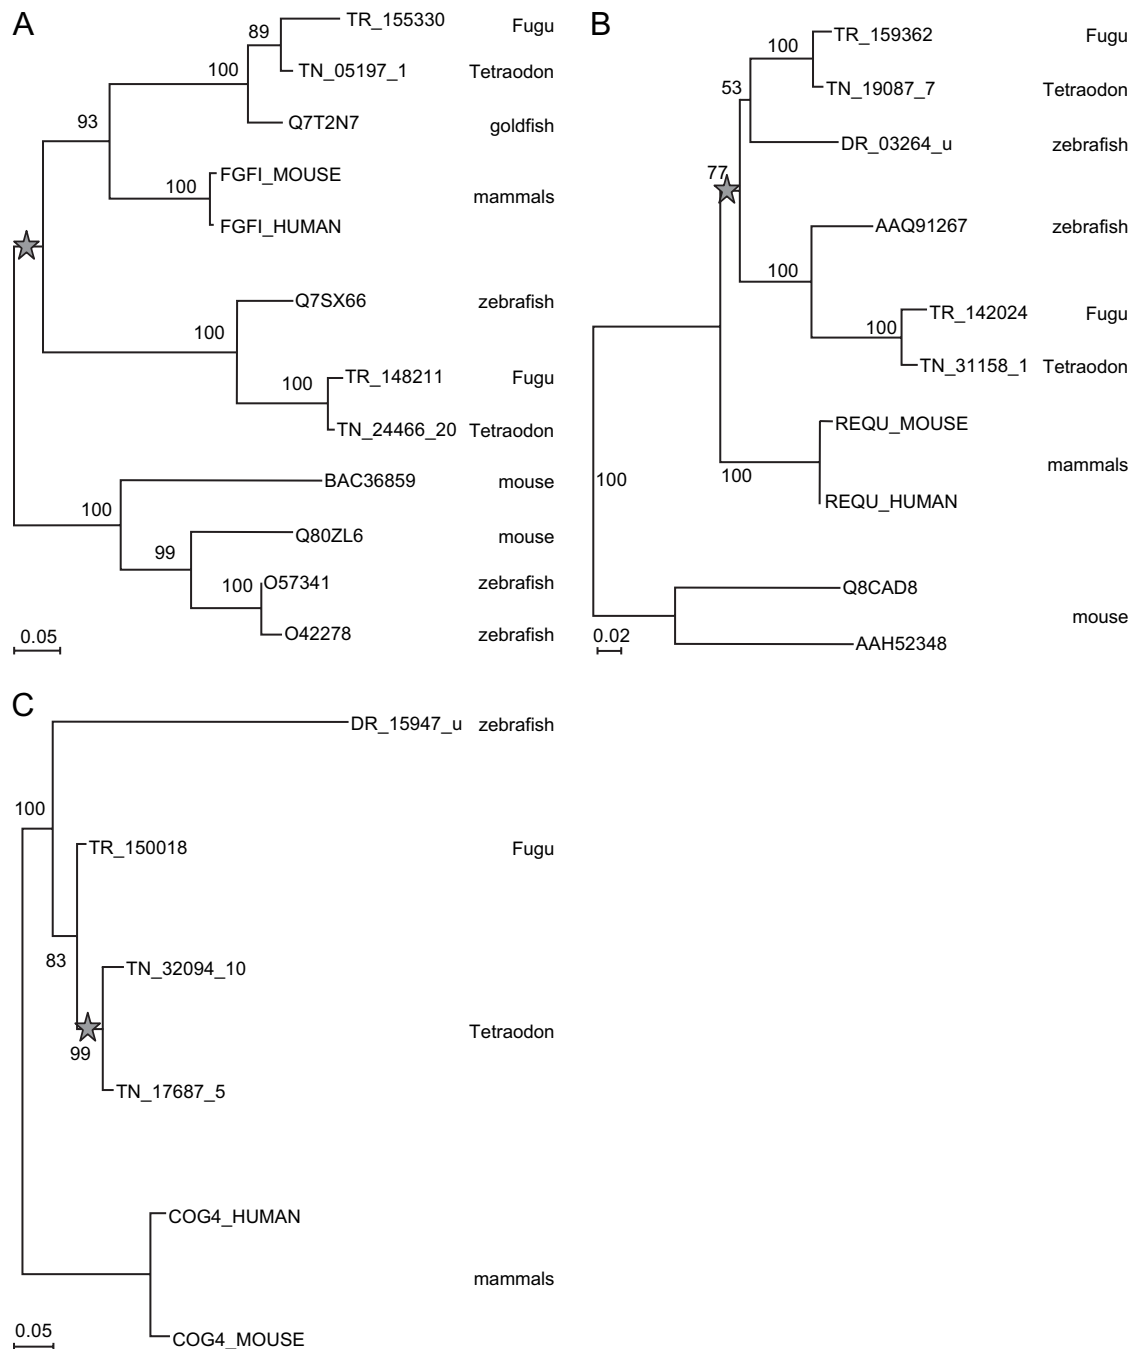 A
89
TR_155330
Fugu
TN_05197_1
Tetraodon
100
Q7T2N7
goldfish
93
FGFI_MOUSE
100
mammals
FGFI_HUMAN
Q7SX66
zebrafish
100
TR_148211
Fugu
100
TN_24466_20
Tetraodon
BAC36859
mouse
100
Q80ZL6
mouse
99
O57341
zebrafish
100
O42278
zebrafish
0.05
B
TR_159362
Fugu
100
TN_19087_7
Tetraodon
53
DR_03264_u
zebrafish
77
AAQ91267
zebrafish
100
TR_142024
Fugu
100
TN_31158_1
Tetraodon
REQU_MOUSE
mammals
100
100
REQU_HUMAN
Q8CAD8
mouse
AAH52348
0.02
C
DR_15947_u
zebrafish
100
TR_150018
Fugu
83
TN_32094_10
Tetraodon
99
TN_17687_5
COG4_HUMAN
mammals
COG4_MOUSE
0.05